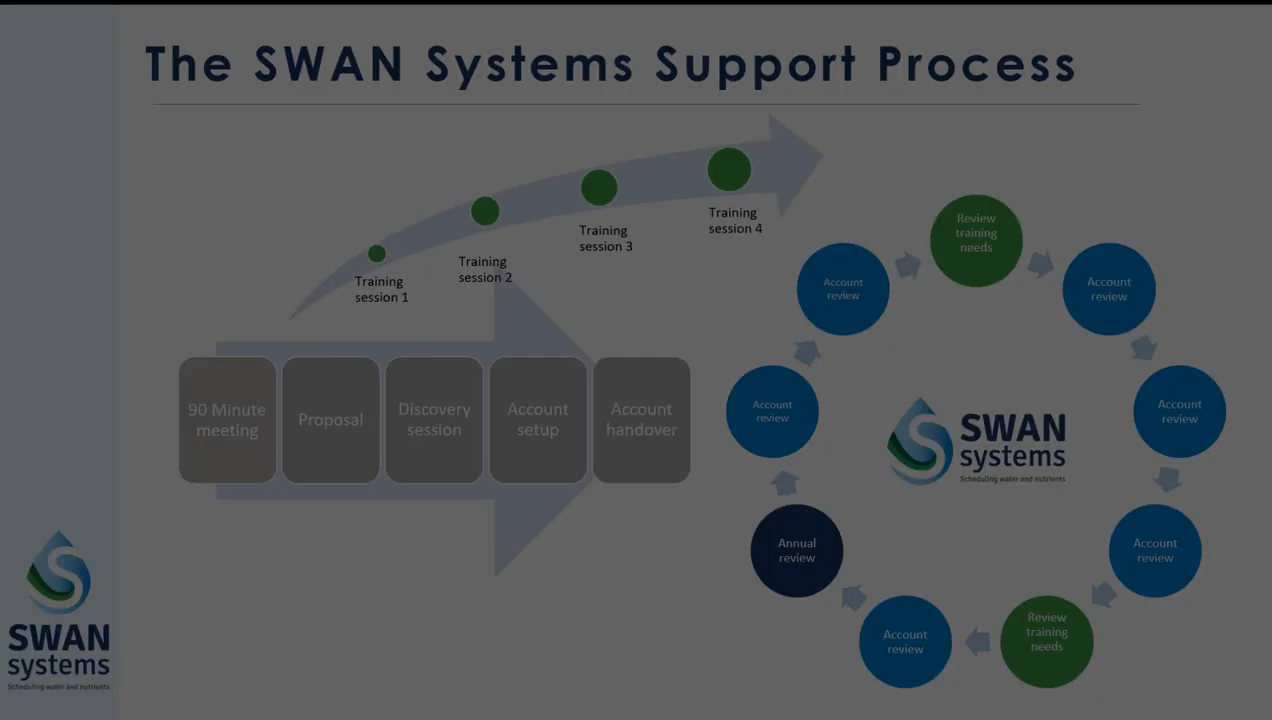 The SWAN Systems Support Process
Training
session 1
Training
session 2
Training
session 3
Training
session 4
90 Minute
meeting
Proposal
Discovery
session
Account
setup
Account
handover
Review
training
needs
Account
review
Account
review
Account
review
Review
training
needs
Account
review
Annual
review
Account
review
Account
review
SWAN
systems
Scheduling water and nutrients
SWAN
systems
Scheduling water and nutrients